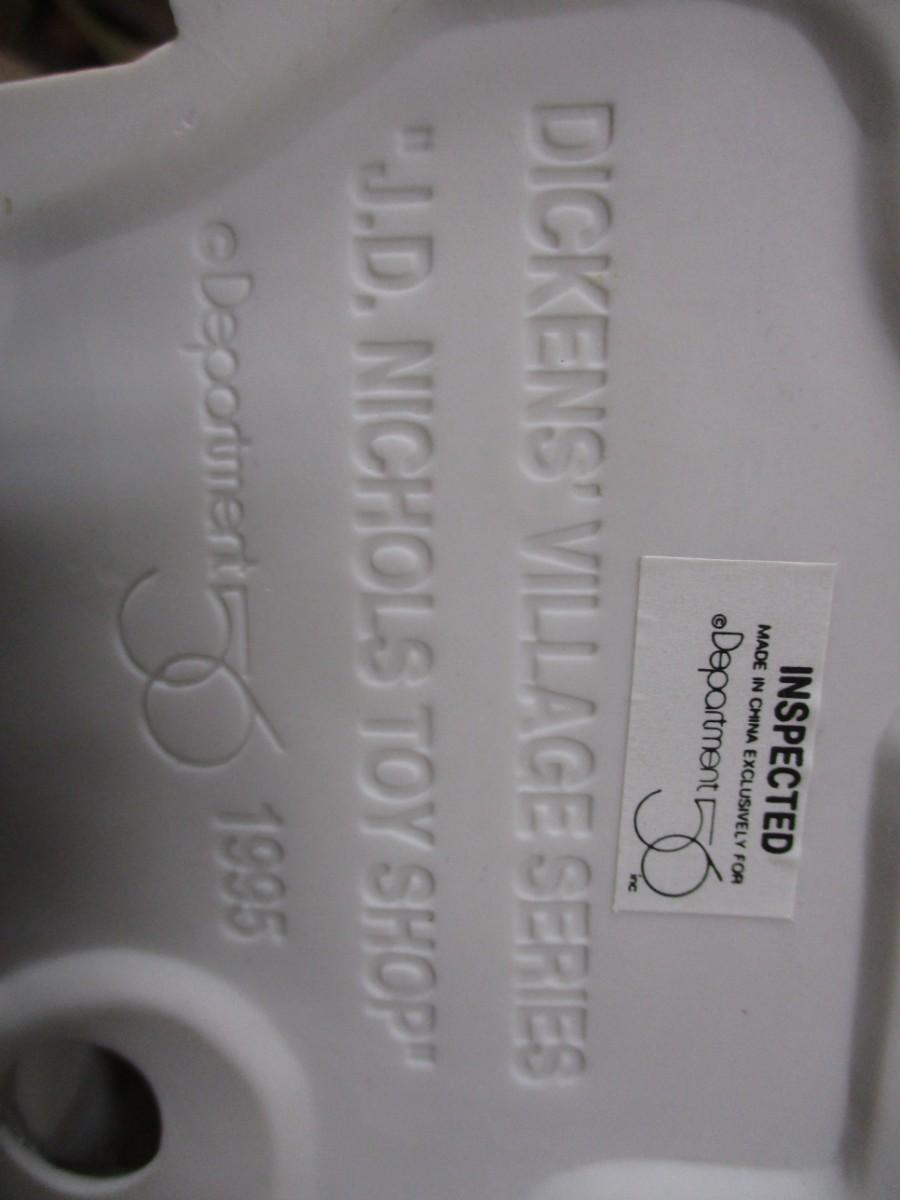 INSPECTED
MADE IN CHINA EXCLUSIVELY FOR
©Department 56 inc.
DICKENS' VILLAGE SERIES
"J.D. NICHOLS TOY SHOP"
©Department 56 1995